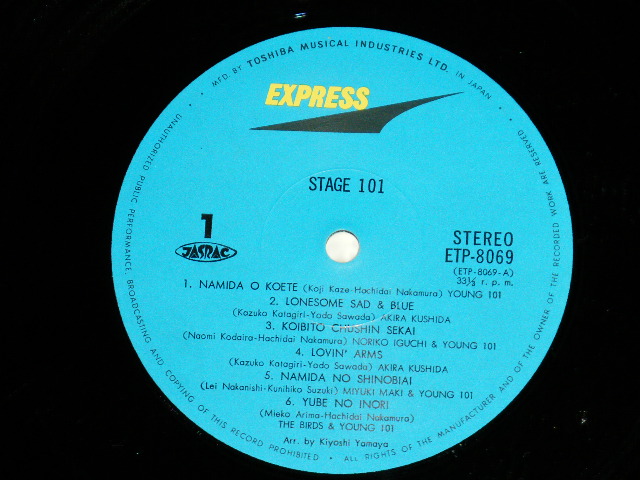 MFD. BY TOSHIBA MUSICAL INDUSTRIES LTD. IN JAPAN.
EXPRESS
STAGE 101
1
JASRAC
STEREO
ETP-8069
(ETP-8069-A)
33⅓ r. p. m.
1. NAMIDA O KOETE (Koji Kaze-Hachidai Nakamura) YOUNG 101
2. LONESOME SAD & BLUE
(Kozuko Katagiri-Yodo Sawada) AKIRA KUSHIDA
3. KOIBITO CHUSHIN SEKAI
(Naomi Kodaira-Hachidai Nakamura) NORIKO IGUCHI & YOUNG 101
4. LOVIN' ARMS
(Kazuko Katagiri-Yodo Sawada) AKIRA KUSHIDA
5. NAMIDA NO SHINOBIAI
(Lei Nakanishi-Kunihiko Suzuki) MIYUKI MAKI & YOUNG 101
6. YUBE NO INORI
(Mieko Arima-Hachidai Nakamura)
THE BIRDS & YOUNG 101
Arr. by Kiyoshi Yamaya
UNAUTHORIZED PUBLIC PERFORMANCE, BROADCASTING AND COPYING OF THIS RECORD PROHIBITED • ALL RIGHTS OF THE MANUFACTURER AND OF THE OWNER OF THE RECORDED WORK ARE RESERVED